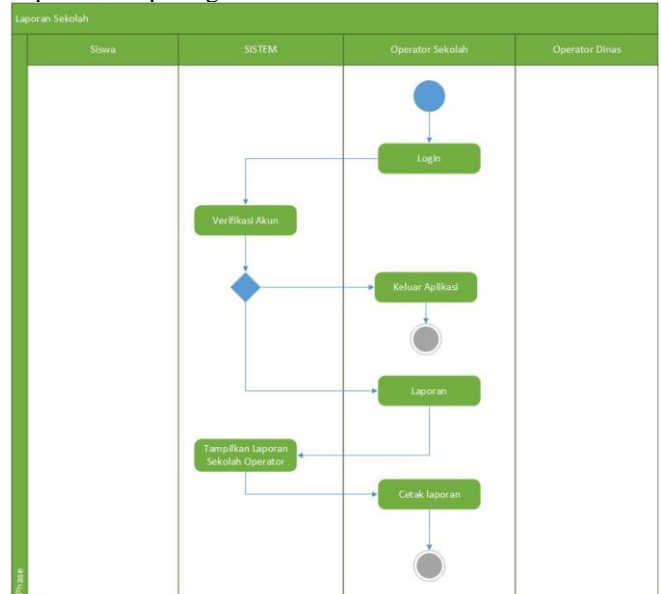 Laporan Sekolah
Siswa
SISTEM
Operator Sekolah
Operator Dinas
Login
Verifikasi Akun
Keluar Aplikasi
Laporan
Tampilkan Laporan
Sekolah Operator
Cetak laporan
Phase